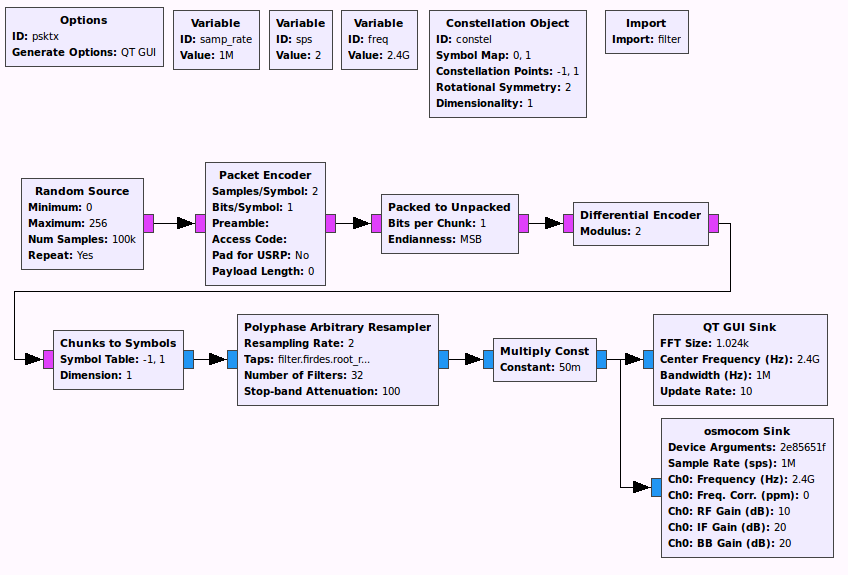 Options
ID: psktx
Generate Options: QT GUI
Variable
ID: samp_rate
Value: 1M
Variable
ID: sps
Value: 2
Variable
ID: freq
Value: 2.4G
Constellation Object
ID: constel
Symbol Map: 0, 1
Constellation Points: -1, 1
Rotational Symmetry: 2
Dimensionality: 1
Import
Import: filter
Random Source
Minimum: 0
Maximum: 256
Num Samples: 100k
Repeat: Yes
Packet Encoder
Samples/Symbol: 2
Bits/Symbol: 1
Preamble:
Access Code:
Pad for USRP: No
Payload Length: 0
Packed to Unpacked
Bits per Chunk: 1
Endianness: MSB
Differential Encoder
Modulus: 2
Chunks to Symbols
Symbol Table: -1, 1
Dimension: 1
Polyphase Arbitrary Resampler
Resampling Rate: 2
Taps: filter.firdes.root_r...
Number of Filters: 32
Stop-band Attenuation: 100
Multiply Const
Constant: 50m
QT GUI Sink
FFT Size: 1.024k
Center Frequency (Hz): 2.4G
Bandwidth (Hz): 1M
Update Rate: 10
osmocom Sink
Device Arguments: 2e85651f
Sample Rate (sps): 1M
Ch0: Frequency (Hz): 2.4G
Ch0: Freq. Corr. (ppm): 0
Ch0: RF Gain (dB): 10
Ch0: IF Gain (dB): 20
Ch0: BB Gain (dB): 20